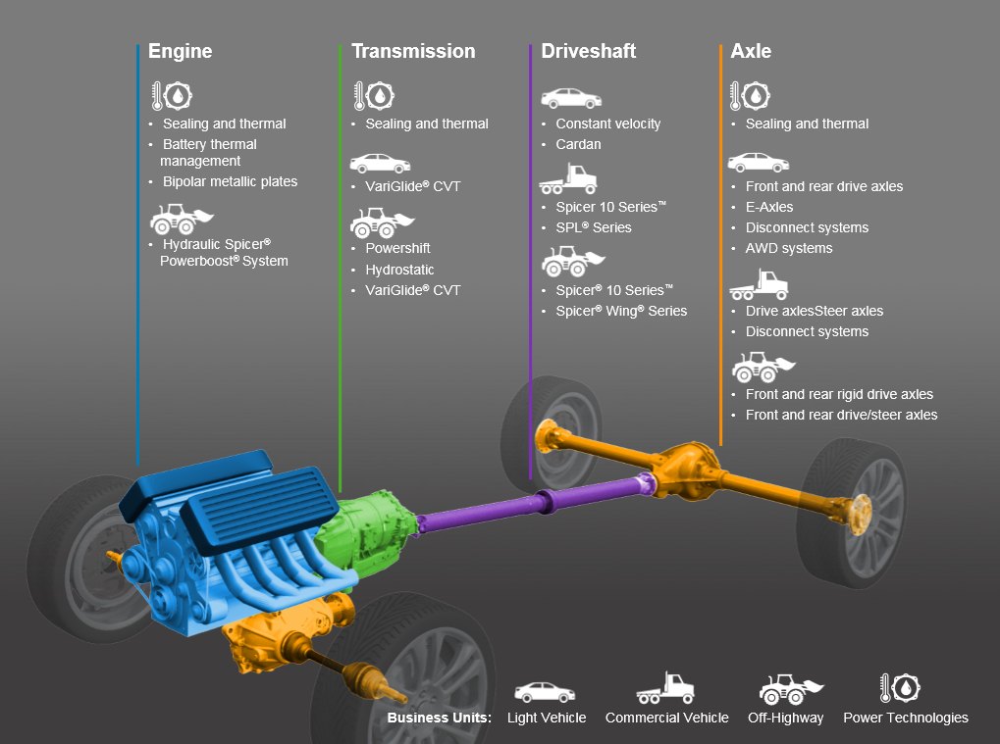 Engine
• Sealing and thermal
• Battery thermal
management
• Bipolar metallic plates
• Hydraulic Spicer®
Powerboost® System
Transmission
• Sealing and thermal
• VariGlide® CVT
• Powershift
• Hydrostatic
• VariGlide® CVT
Driveshaft
• Constant velocity
• Cardan
• Spicer 10 Series™
• SPL® Series
• Spicer® 10 Series™
• Spicer® Wing® Series
Axle
• Sealing and thermal
• Front and rear drive axles
• E-Axles
• Disconnect systems
• AWD systems
• Drive axlesSteer axles
• Disconnect systems
• Front and rear rigid drive axles
• Front and rear drive/steer axles
Business Units: Light Vehicle Commercial Vehicle Off-Highway Power Technologies